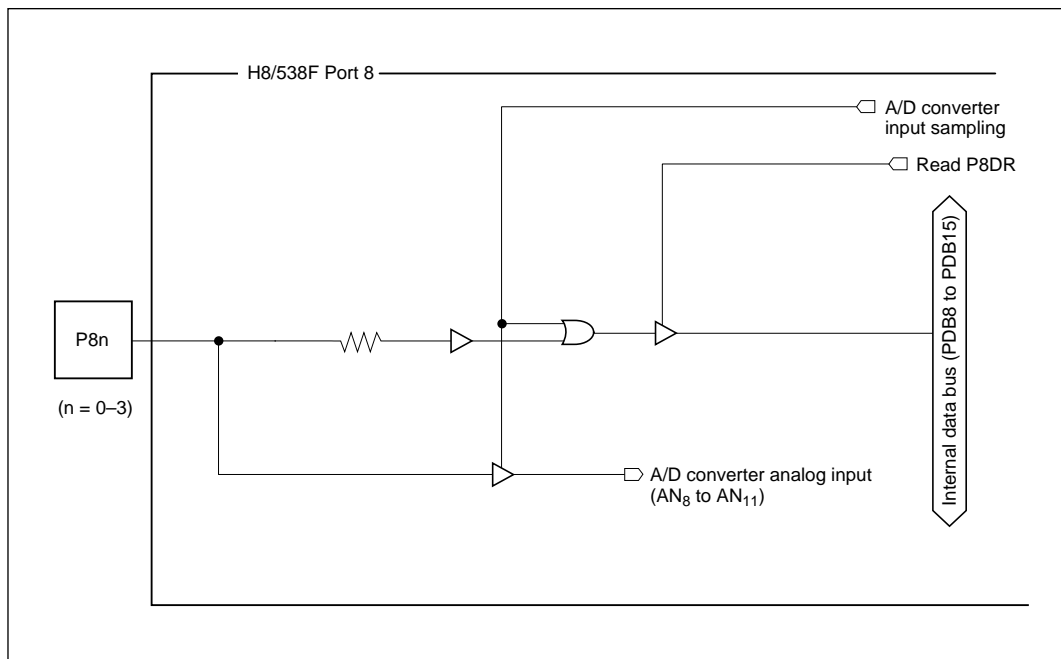 H8/538F Port 8
A/D converter
input sampling
Read P8DR
Internal data bus (PDB8 to PDB15)
P8n
(n = 0–3)
A/D converter analog input
(AN8 to AN11)